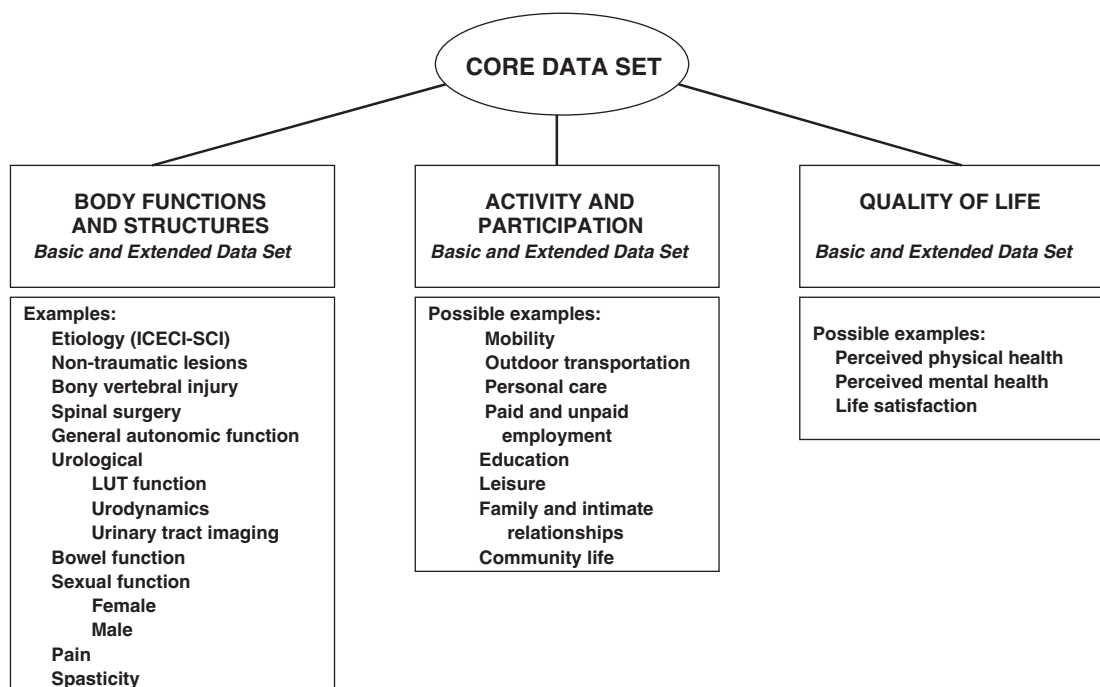 CORE DATA SET
BODY FUNCTIONS
AND STRUCTURES
Basic and Extended Data Set
Examples:
Etiology (ICECI-SCI)
Non-traumatic lesions
Bony vertebral injury
Spinal surgery
General autonomic function
Urological
LUT function
Urodynamics
Urinary tract imaging
Bowel function
Sexual function
Female
Male
Pain
Spasticity
ACTIVITY AND
PARTICIPATION
Basic and Extended Data Set
Possible examples:
Mobility
Outdoor transportation
Personal care
Paid and unpaid
employment
Education
Leisure
Family and intimate
relationships
Community life
QUALITY OF LIFE
Basic and Extended Data Set
Possible examples:
Perceived physical health
Perceived mental health
Life satisfaction